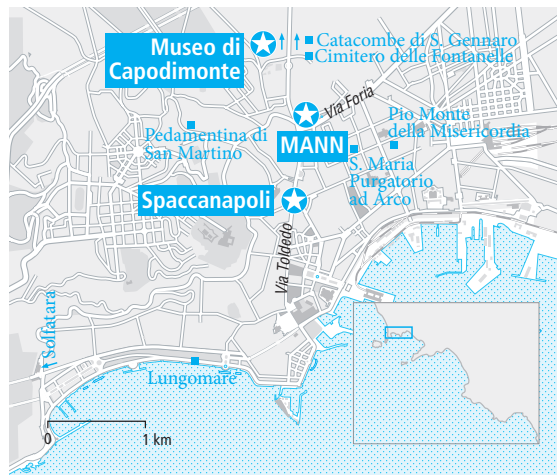 Museo di
Capodimonte
Catacombe di S. Gennaro
Cimitero delle Fontanelle
Via Foria
Pedamentina di
San Martino
MANN
Pio Monte
della Misericordia
S. Maria
Purgatorio
ad Arco
Spaccanapoli
Via Toldedo
Solfatara
Lungomare
0
1 km